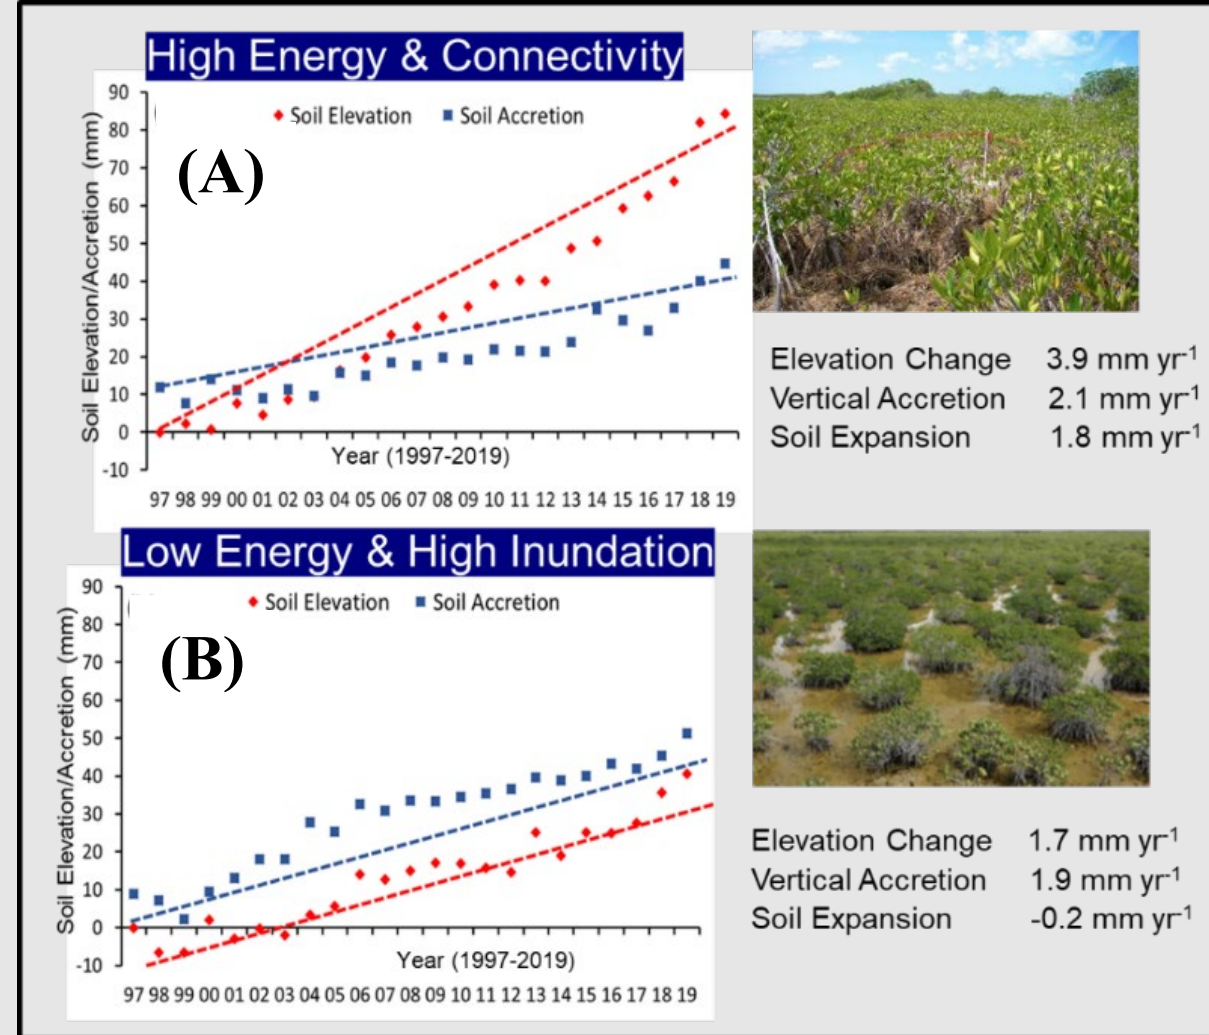 High Energy & Connectivity
Soil Elevation/Accretion (mm)
90
80
70
60
50
40
30
20
10
0
-10
Soil Elevation Soil Accretion
(A)
Year (1997-2019)
97 98 99 00 01 02 03 04 05 06 07 08 09 10 11 12 13 14 15 16 17 18 19
Elevation Change 3.9 mm yr⁻¹
Vertical Accretion 2.1 mm yr⁻¹
Soil Expansion 1.8 mm yr⁻¹
Low Energy & High Inundation
Soil Elevation/Accretion (mm)
90
80
70
60
50
40
30
20
10
0
-10
Soil Elevation Soil Accretion
(B)
Year (1997-2019)
97 98 99 00 01 02 03 04 05 06 07 08 09 10 11 12 13 14 15 16 17 18 19
Elevation Change 1.7 mm yr⁻¹
Vertical Accretion 1.9 mm yr⁻¹
Soil Expansion -0.2 mm yr⁻¹